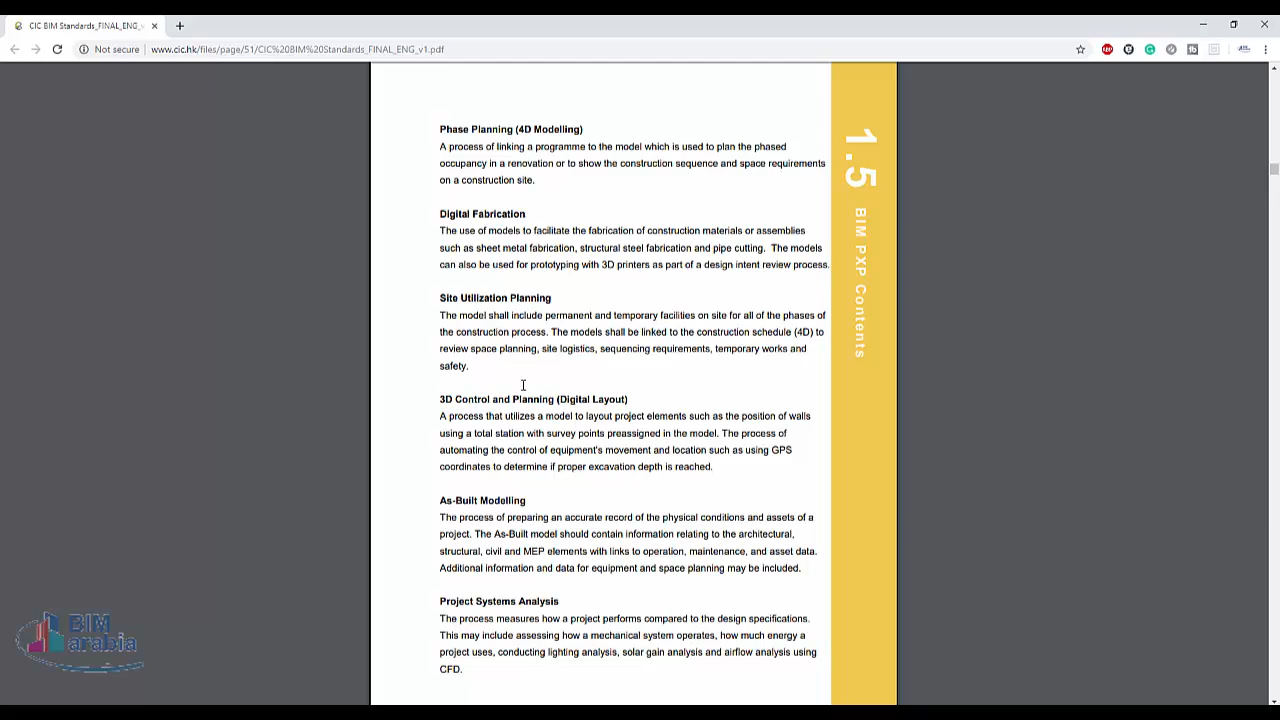 CIC BIM Standards_FINAL_ENG_v
Not secure
www.cic.hk/files/page/51/CIC%20BIM%20Standards_FINAL_ENG_v1.pdf
Phase Planning (4D Modelling)
A process of linking a programme to the model which is used to plan the phased
occupancy in a renovation or to show the construction sequence and space requirements
on a construction site.
Digital Fabrication
The use of models to facilitate the fabrication of construction materials or assemblies
such as sheet metal fabrication, structural steel fabrication and pipe cutting. The models
can also be used for prototyping with 3D printers as part of a design intent review process.
Site Utilization Planning
The model shall include permanent and temporary facilities on site for all of the phases of
the construction process. The models shall be linked to the construction schedule (4D) to
review space planning, site logistics, sequencing requirements, temporary works and
safety.
3D Control and Planning (Digital Layout)
A process that utilizes a model to layout project elements such as the position of walls
using a total station with survey points preassigned in the model. The process of
automating the control of equipment's movement and location such as using GPS
coordinates to determine if proper excavation depth is reached.
As-Built Modelling
The process of preparing an accurate record of the physical conditions and assets of a
project. The As-Built model should contain information relating to the architectural,
structural, civil and MEP elements with links to operation, maintenance, and asset data.
Additional information and data for equipment and space planning may be included.
Project Systems Analysis
The process measures how a project performs compared to the design specifications.
This may include assessing how a mechanical system operates, how much energy a
project uses, conducting lighting analysis, solar gain analysis and airflow analysis using
CFD.
1.5 BIM PXP Contents
BIM
arabia